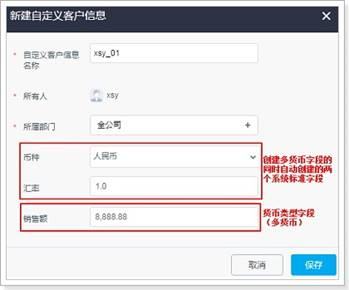 新建自定义客户信息
* 自定义客户信息名称 xsy_01
* 所有人 xsy
* 所属部门 全公司 +
币种 人民币
汇率 1.0
创建多货币字段的同时自动创建的两个系统标准字段
销售额 8,888.88
货币类型字段（多货币）
取消 保存